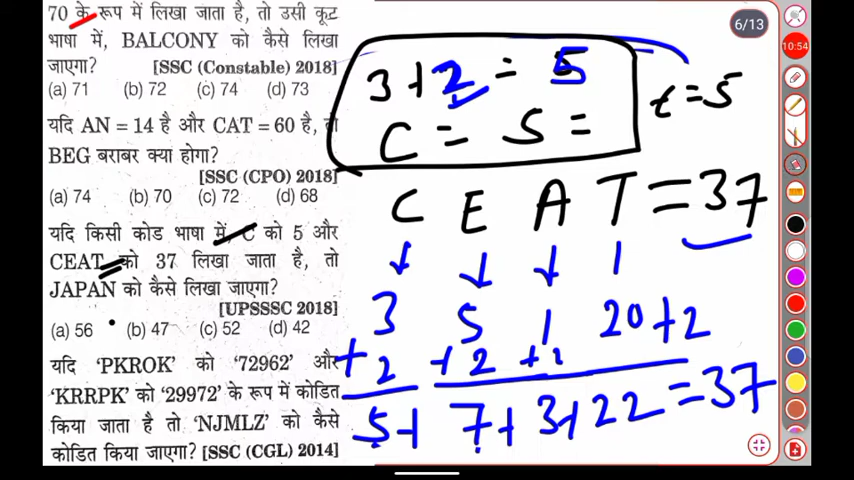 70 के रूप में लिखा जाता है, तो उसी कूट
भाषा में, BALCONY को कैसे लिखा
जाएगा? [SSC (Constable) 2018]
(a) 71 (b) 72 (c) 74 (d) 73
यदि AN = 14 है और CAT = 60 है, तो
BEG बराबर क्या होगा?
[SSC (CPO) 2018]
(a) 74 (b) 70 (c) 72 (d) 68
यदि किसी कोड भाषा में, C को 5 और
CEAT को 37 लिखा जाता है, तो
JAPAN को कैसे लिखा जाएगा?
[UPSSSC 2018]
(a) 56 (b) 47 (c) 52 (d) 42
यदि 'PKROK' को '72962' और
'KRRPK' को '29972' के रूप में कोडित
किया जाता है तो 'NJMLZ' को कैसे
कोडित किया जाएगा? [SSC (CGL) 2014]
3+2 = 5
C = 5 =
t=5
C E A T = 37
3 5 1 20+2
+2 +2 +2
5+ 7+3+22 =37
6/13
10:54